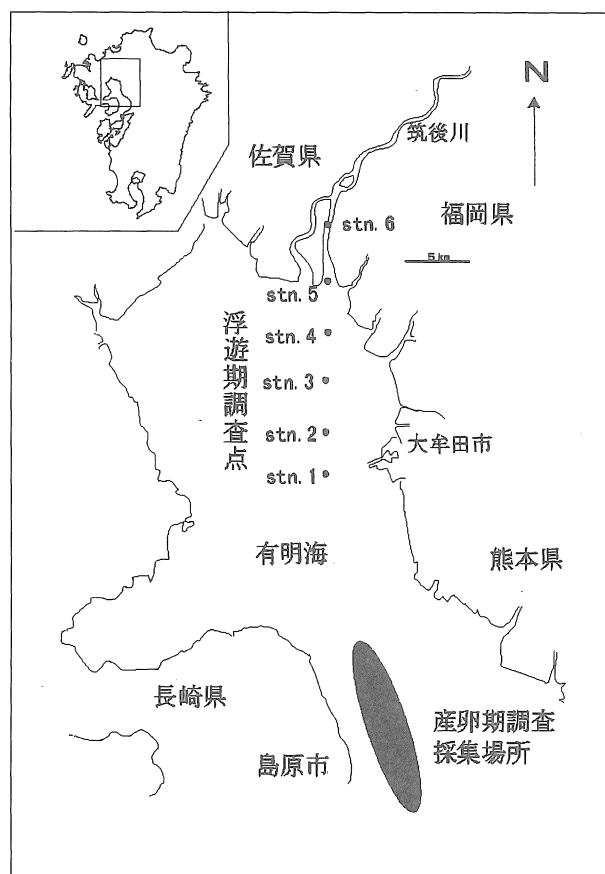 N
筑後川
佐賀県
福岡県
stn. 6
5km
stn. 5
stn. 4
stn. 3
stn. 2
stn. 1
浮遊期調査点
大牟田市
有明海
熊本県
長崎県
島原市
産卵期調査
採集場所